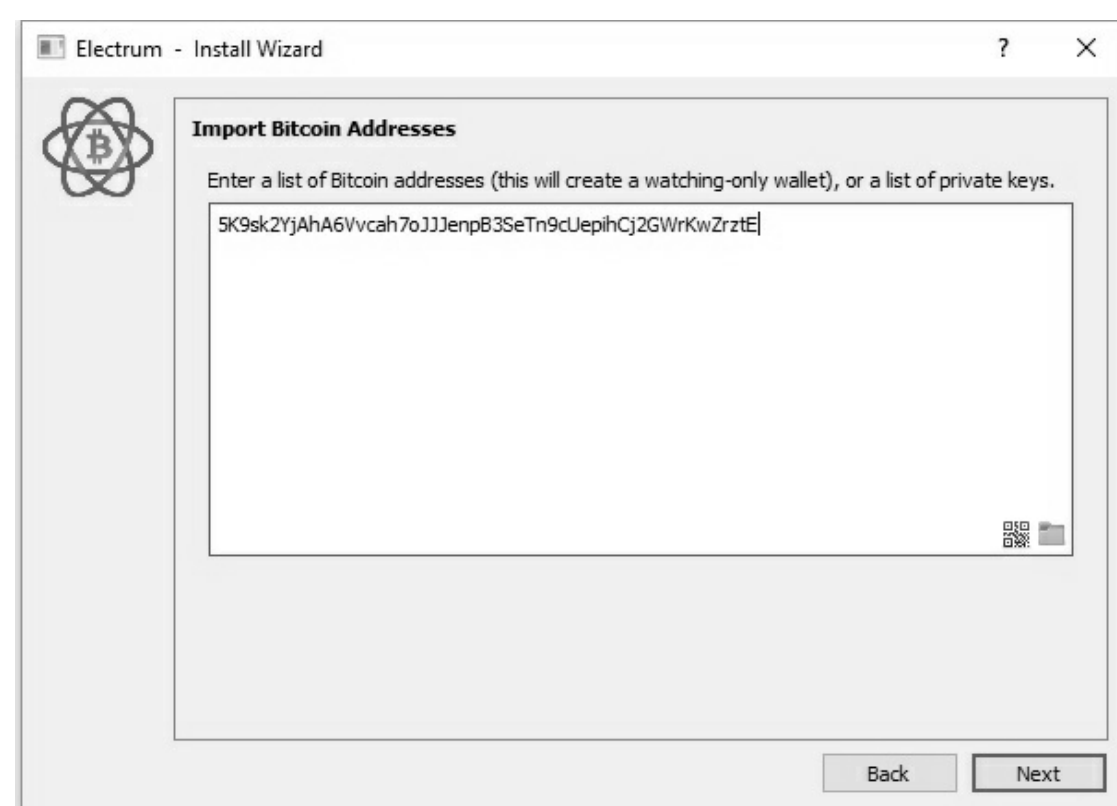 Electrum - Install Wizard
Import Bitcoin Addresses
Enter a list of Bitcoin addresses (this will create a watching-only wallet), or a list of private keys.
5K9sk2YjAhA6Vvcah7oJJJenpB3SeTn9cUepihCj2GWrKwZrztE
Back
Next